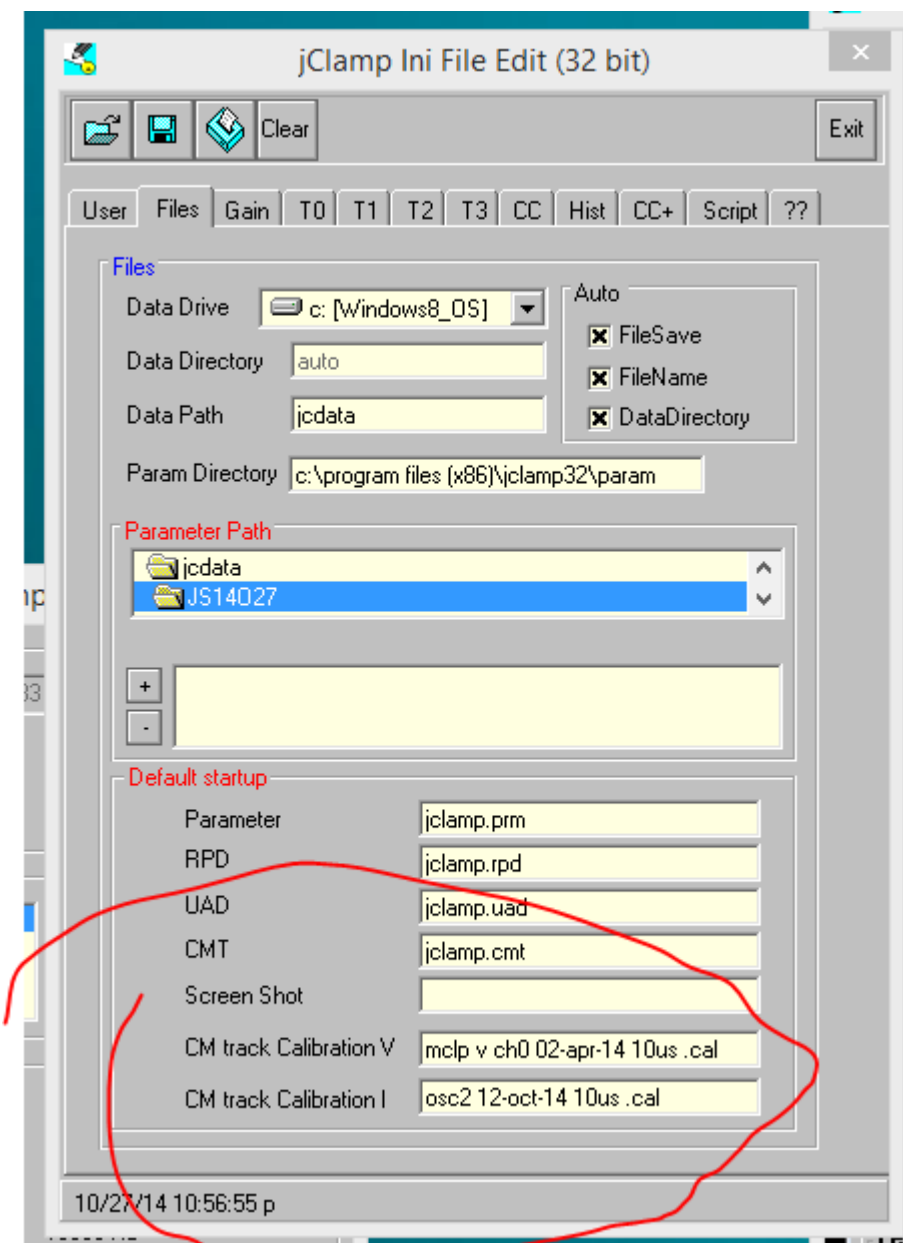 jClamp Ini File Edit (32 bit)
Clear
Exit
User Files Gain T0 T1 T2 T3 CC Hist CC+ Script ??
Files
Data Drive c: [Windows8_OS]
Auto
FileSave
Data Directory auto
FileName
Data Path jcdata
DataDirectory
Param Directory c:\program files (x86)\jclamp32\param
Parameter Path
jcdata
JS14O27
+
-
Default startup
Parameter jclamp.prm
RPD jclamp.rpd
UAD jclamp.uad
CMT jclamp.cmt
Screen Shot
CM track Calibration V mclp v ch0 02-apr-14 10us .cal
CM track Calibration I osc2 12-oct-14 10us .cal
10/27/14 10:56:55 p